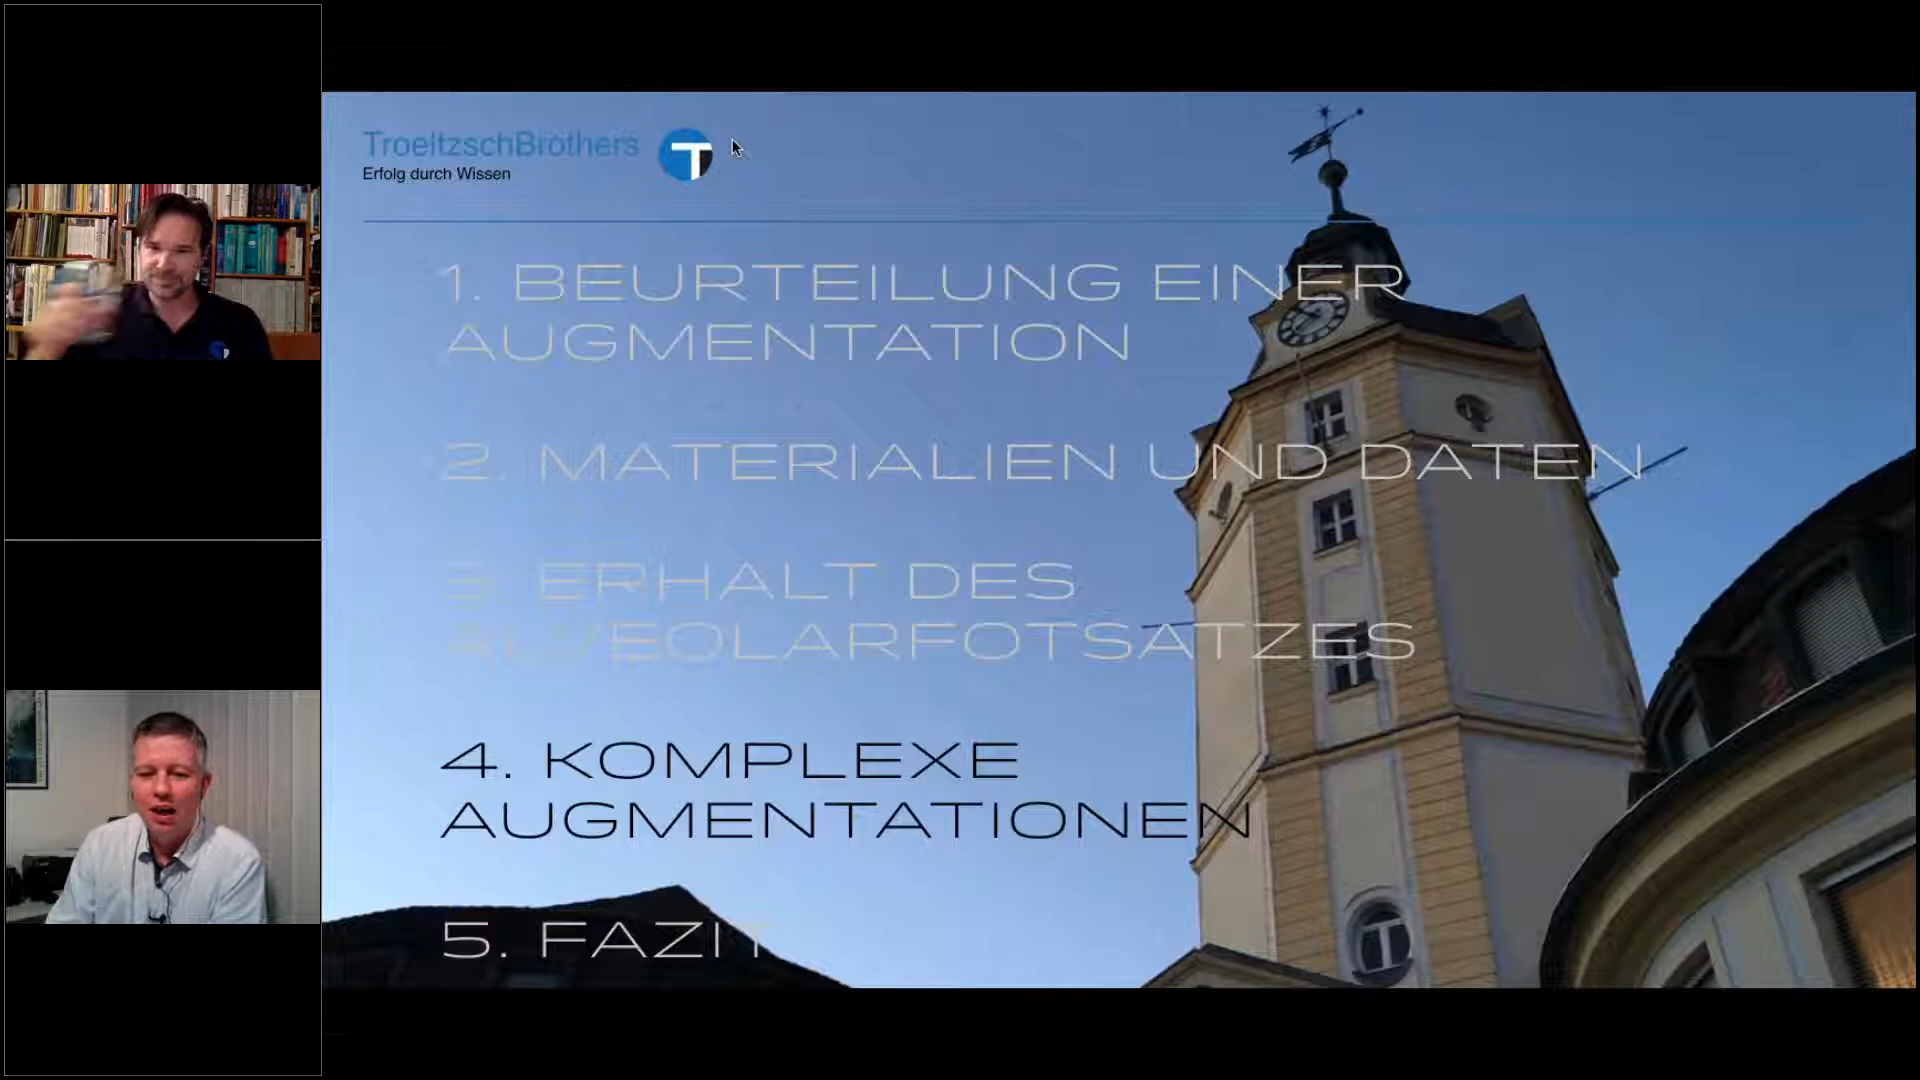 TroeltzschBrothers
Erfolg durch Wissen
1. BEURTEILUNG EINER
AUGMENTATION
2. MATERIALIEN UND DATEN
3. ERHALT DES
ALVEOLARFOTSATZES
4. KOMPLEXE
AUGMENTATIONEN
5. FAZIT